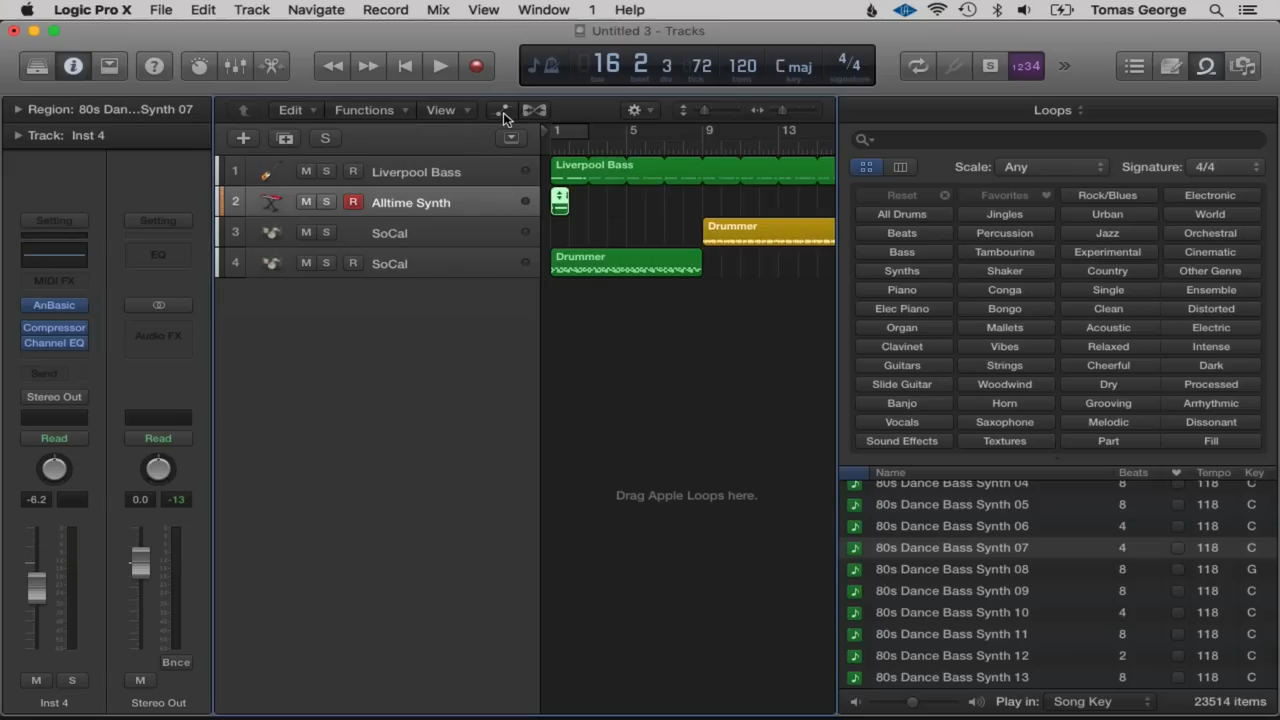 Logic Pro X File Edit Track Navigate Record Mix View Window 1 Help Tomas George
Untitled 3 - Tracks
16 2 3 72 120 C maj 4/4
bar beat div tick tempo key signature
S 1234
Region: 80s Dan...Synth 07
Track: Inst 4
Edit Functions View
Loops
S
1 5 9 13
Scale: Any Signature: 4/4
1 M S R Liverpool Bass
2 M S R Alltime Synth
3 M S SoCal
4 M S R SoCal
Liverpool Bass
Drummer
Drummer
Drag Apple Loops here.
Setting Setting
EQ
MIDI FX
AnBasic
Compressor
Channel EQ
Audio FX
Send
Stereo Out
Read Read
-6.2 0.0 -13
Bnce
M S M
Inst 4 Stereo Out
Reset Favorites Rock/Blues Electronic
All Drums Jingles Urban World
Beats Percussion Jazz Orchestral
Bass Tambourine Experimental Cinematic
Synths Shaker Country Other Genre
Piano Conga Single Ensemble
Elec Piano Bongo Clean Distorted
Organ Mallets Acoustic Electric
Clavinet Vibes Relaxed Intense
Guitars Strings Cheerful Dark
Slide Guitar Woodwind Dry Processed
Banjo Horn Grooving Arrhythmic
Vocals Saxophone Melodic Dissonant
Sound Effects Textures Part Fill
Name Beats Tempo Key
80s Dance Bass Synth 04 8 118 C
80s Dance Bass Synth 05 8 118 C
80s Dance Bass Synth 06 4 118 C
80s Dance Bass Synth 07 4 118 C
80s Dance Bass Synth 08 8 118 G
80s Dance Bass Synth 09 8 118 C
80s Dance Bass Synth 10 4 118 C
80s Dance Bass Synth 11 8 118 C
80s Dance Bass Synth 12 2 118 C
80s Dance Bass Synth 13 8 118 C
Play in: Song Key 23514 items